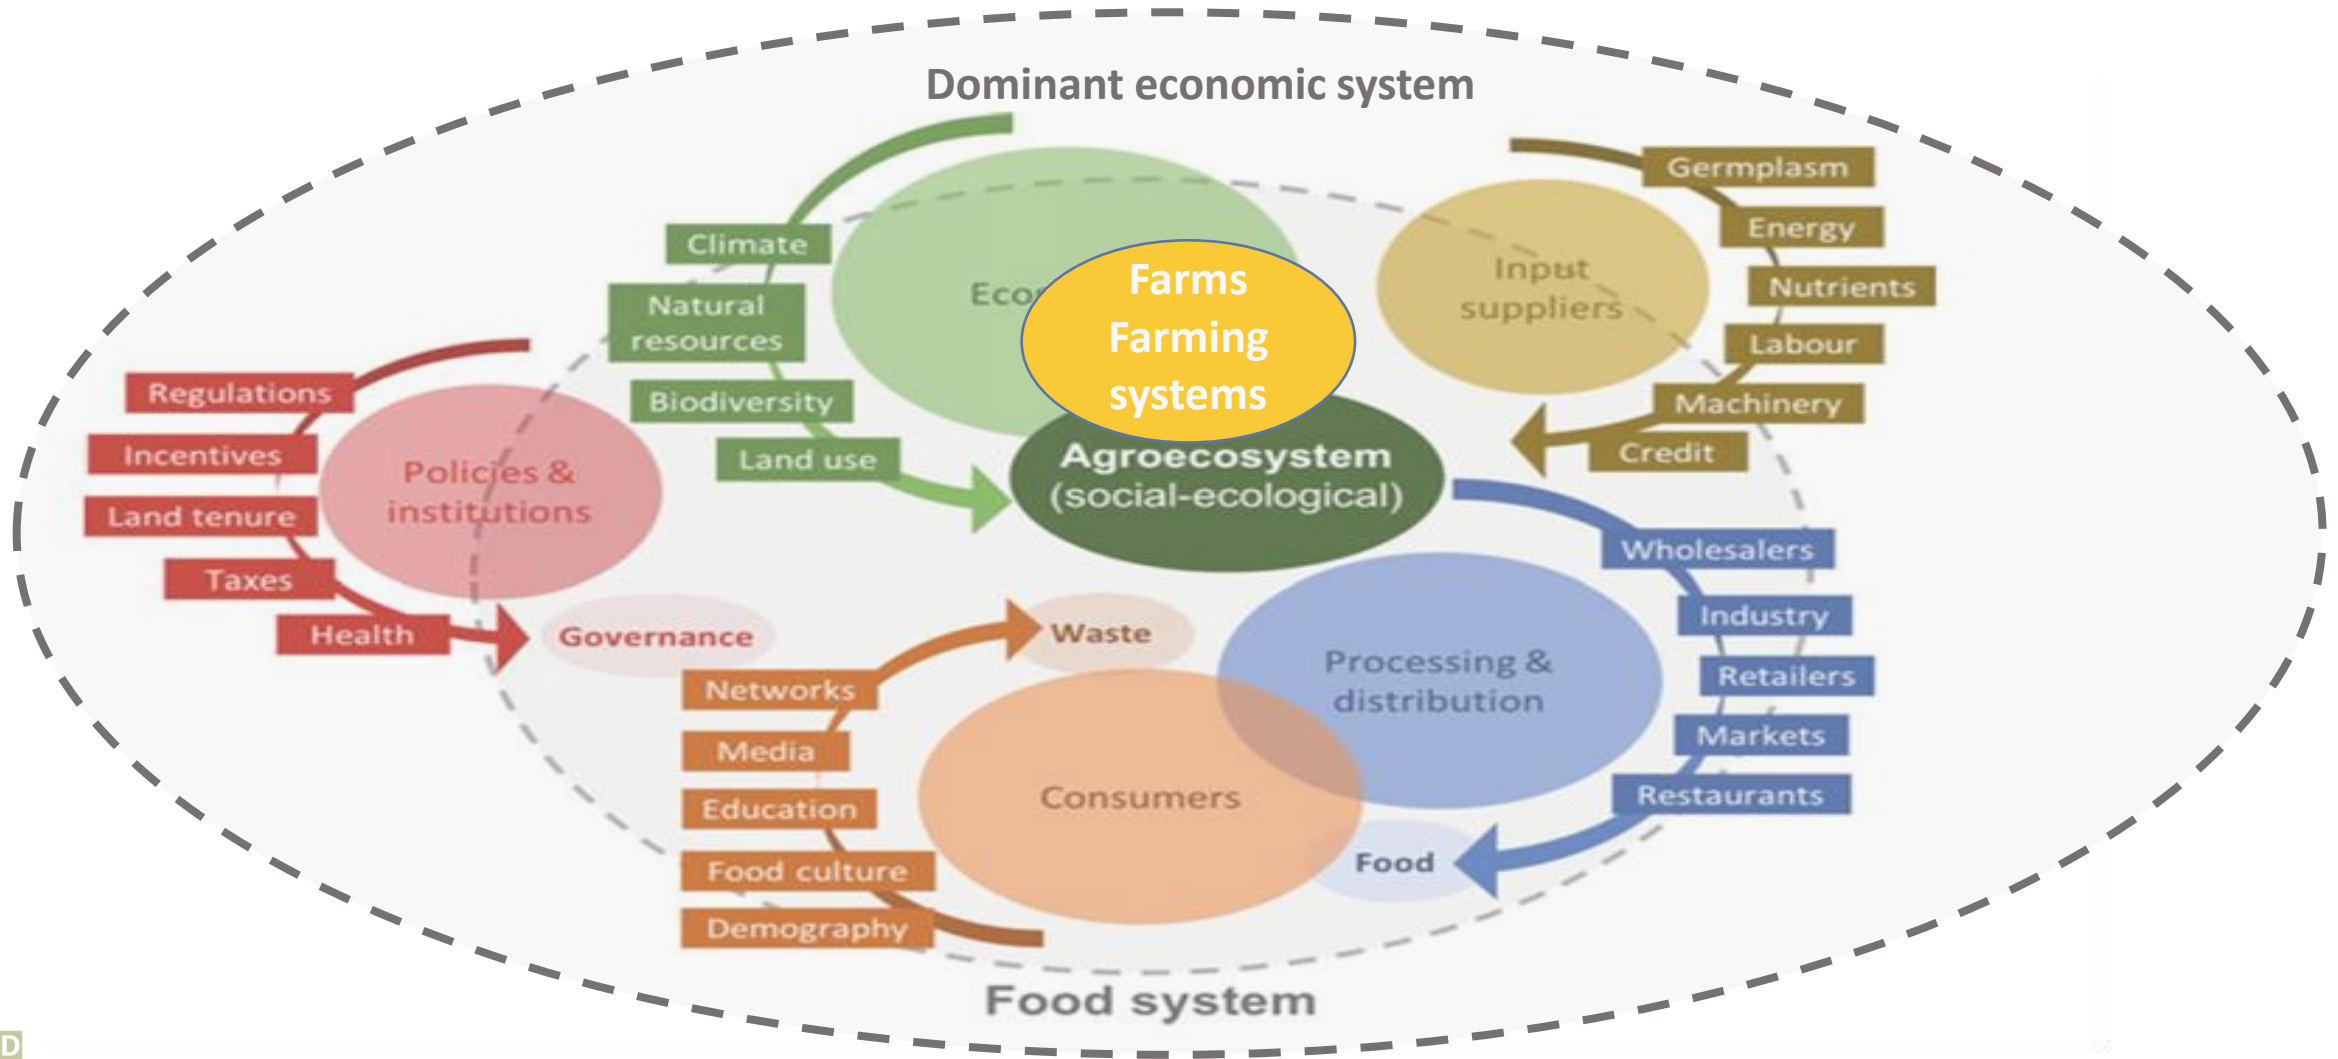 Dominant economic system
Germplasm
Energy
Nutrients
Labour
Machinery
Credit
Input
suppliers
Climate
Natural
resources
Biodiversity
Land use
Farms
Farming
systems
Agroecosystem
(social-ecological)
Regulations
Incentives
Land tenure
Taxes
Health
Policies &
institutions
Governance
Wholesalers
Industry
Retailers
Markets
Restaurants
Processing &
distribution
Waste
Networks
Media
Education
Food culture
Demography
Consumers
Food
Food system
D